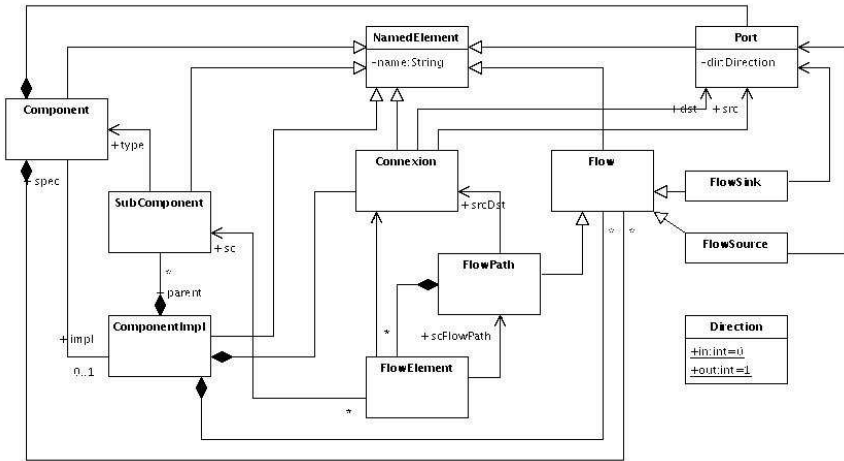 NamedElement
-name:String
Port
-dir:Direction
Component
+type
+spec
+dst
+src
Connexion
Flow
FlowSink
SubComponent
+srcDst
FlowSource
+sc
* *
FlowPath
*
+parent
ComponentImpl
+impl
0..1
*
+scFlowPath
FlowElement
*
Direction
+in:int=0
+out:int=1